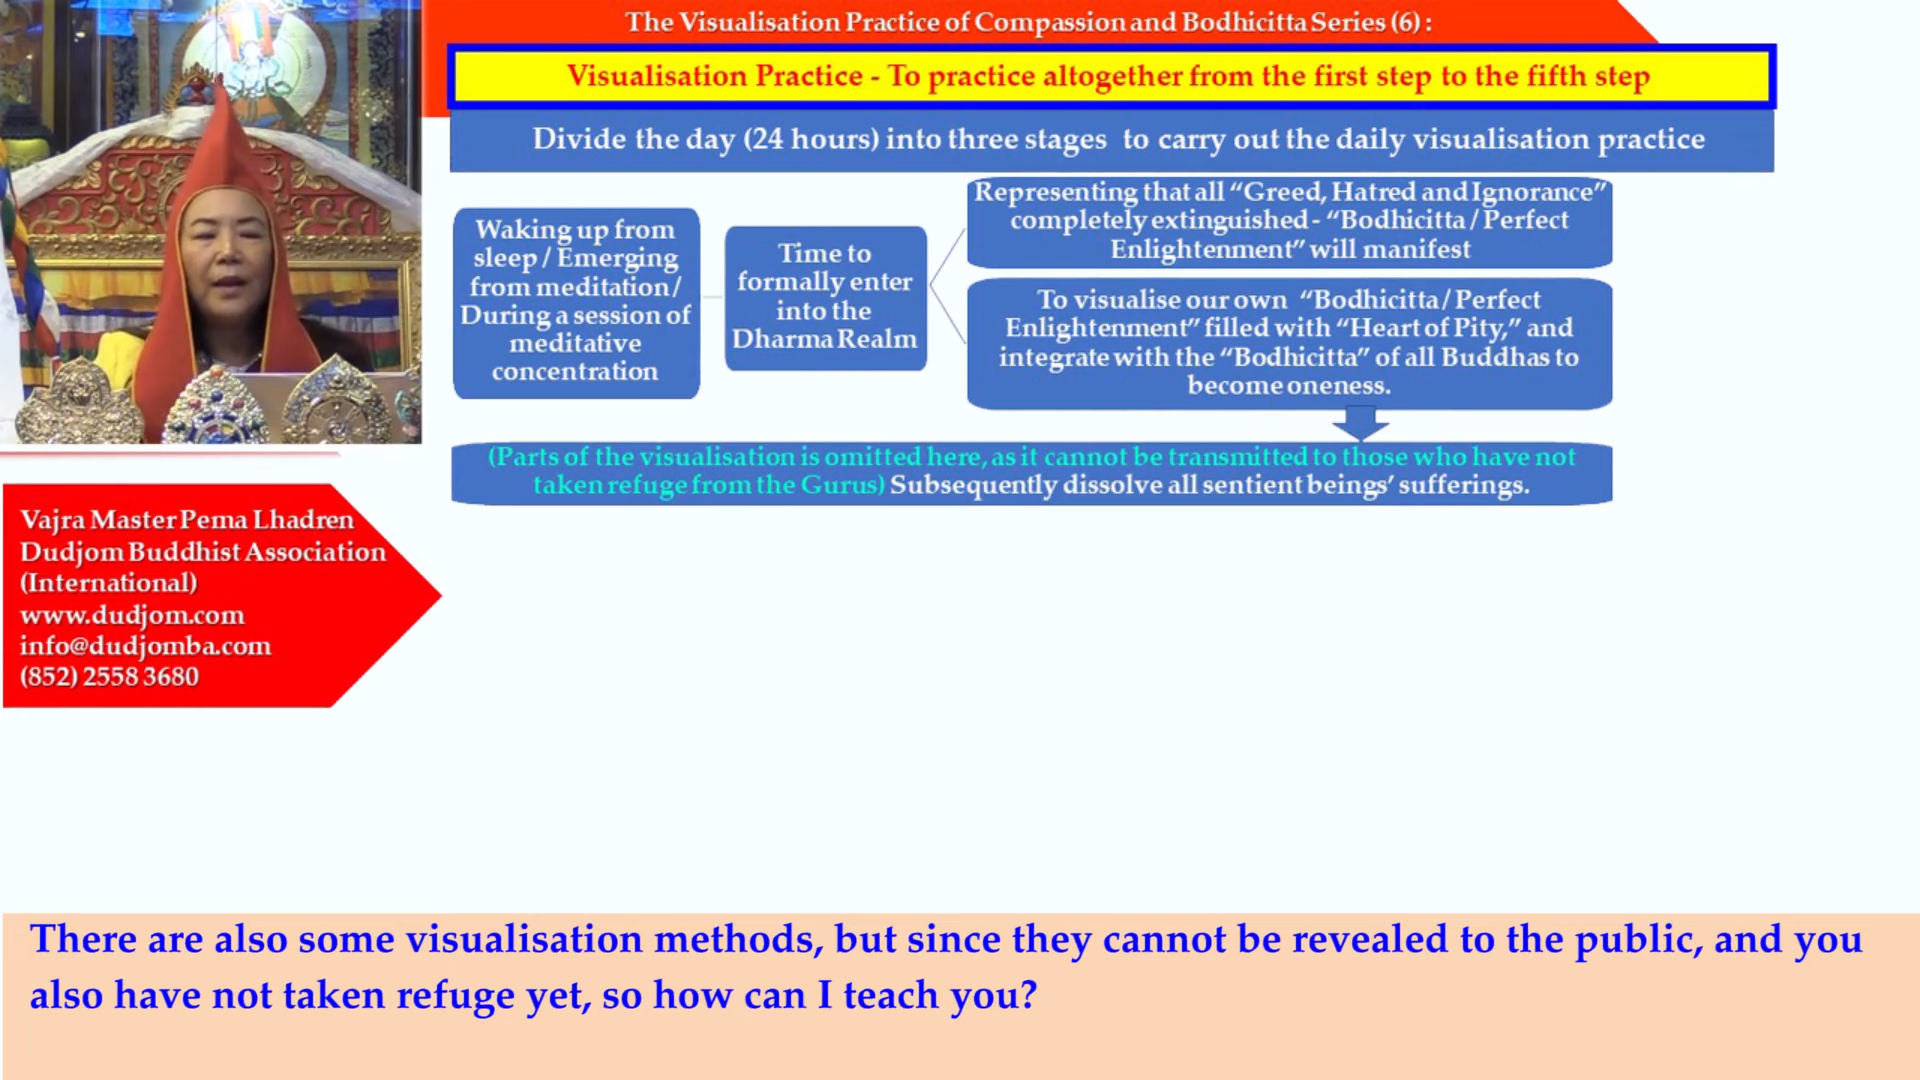 The Visualisation Practice of Compassion and Bodhicitta Series (6) :
Visualisation Practice - To practice altogether from the first step to the fifth step
Divide the day (24 hours) into three stages to carry out the daily visualisation practice
Waking up from
sleep / Emerging
from meditation /
During a session of
meditative
concentration
Time to
formally enter
into the
Dharma Realm
Representing that all “Greed, Hatred and Ignorance”
completely extinguished - “Bodhicitta / Perfect
Enlightenment” will manifest
To visualise our own “Bodhicitta / Perfect
Enlightenment” filled with “Heart of Pity,” and
integrate with the “Bodhicitta” of all Buddhas to
become oneness.
(Parts of the visualisation is omitted here, as it cannot be transmitted to those who have not
taken refuge from the Gurus) Subsequently dissolve all sentient beings’ sufferings.
Vajra Master Pema Lhadren
Dudjom Buddhist Association
(International)
www.dudjom.com
info@dudjomba.com
(852) 2558 3680
There are also some visualisation methods, but since they cannot be revealed to the public, and you
also have not taken refuge yet, so how can I teach you?